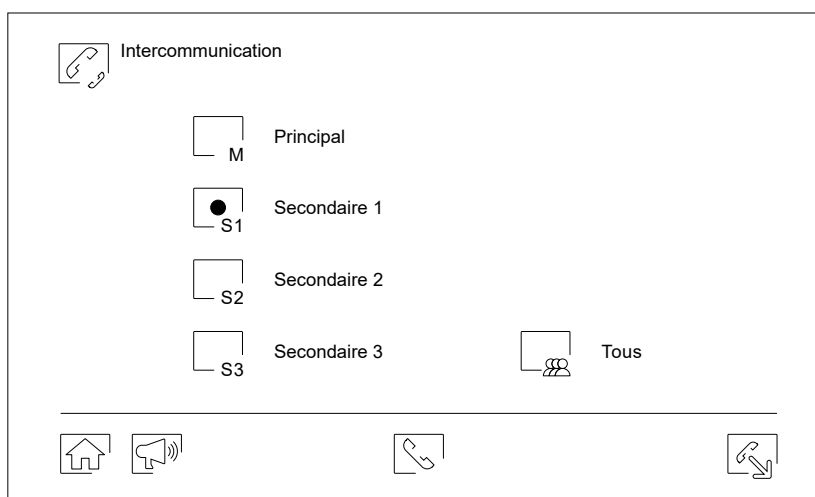 Intercommunication
M Principal
S1 Secondaire 1
S2 Secondaire 2
S3 Secondaire 3 Tous